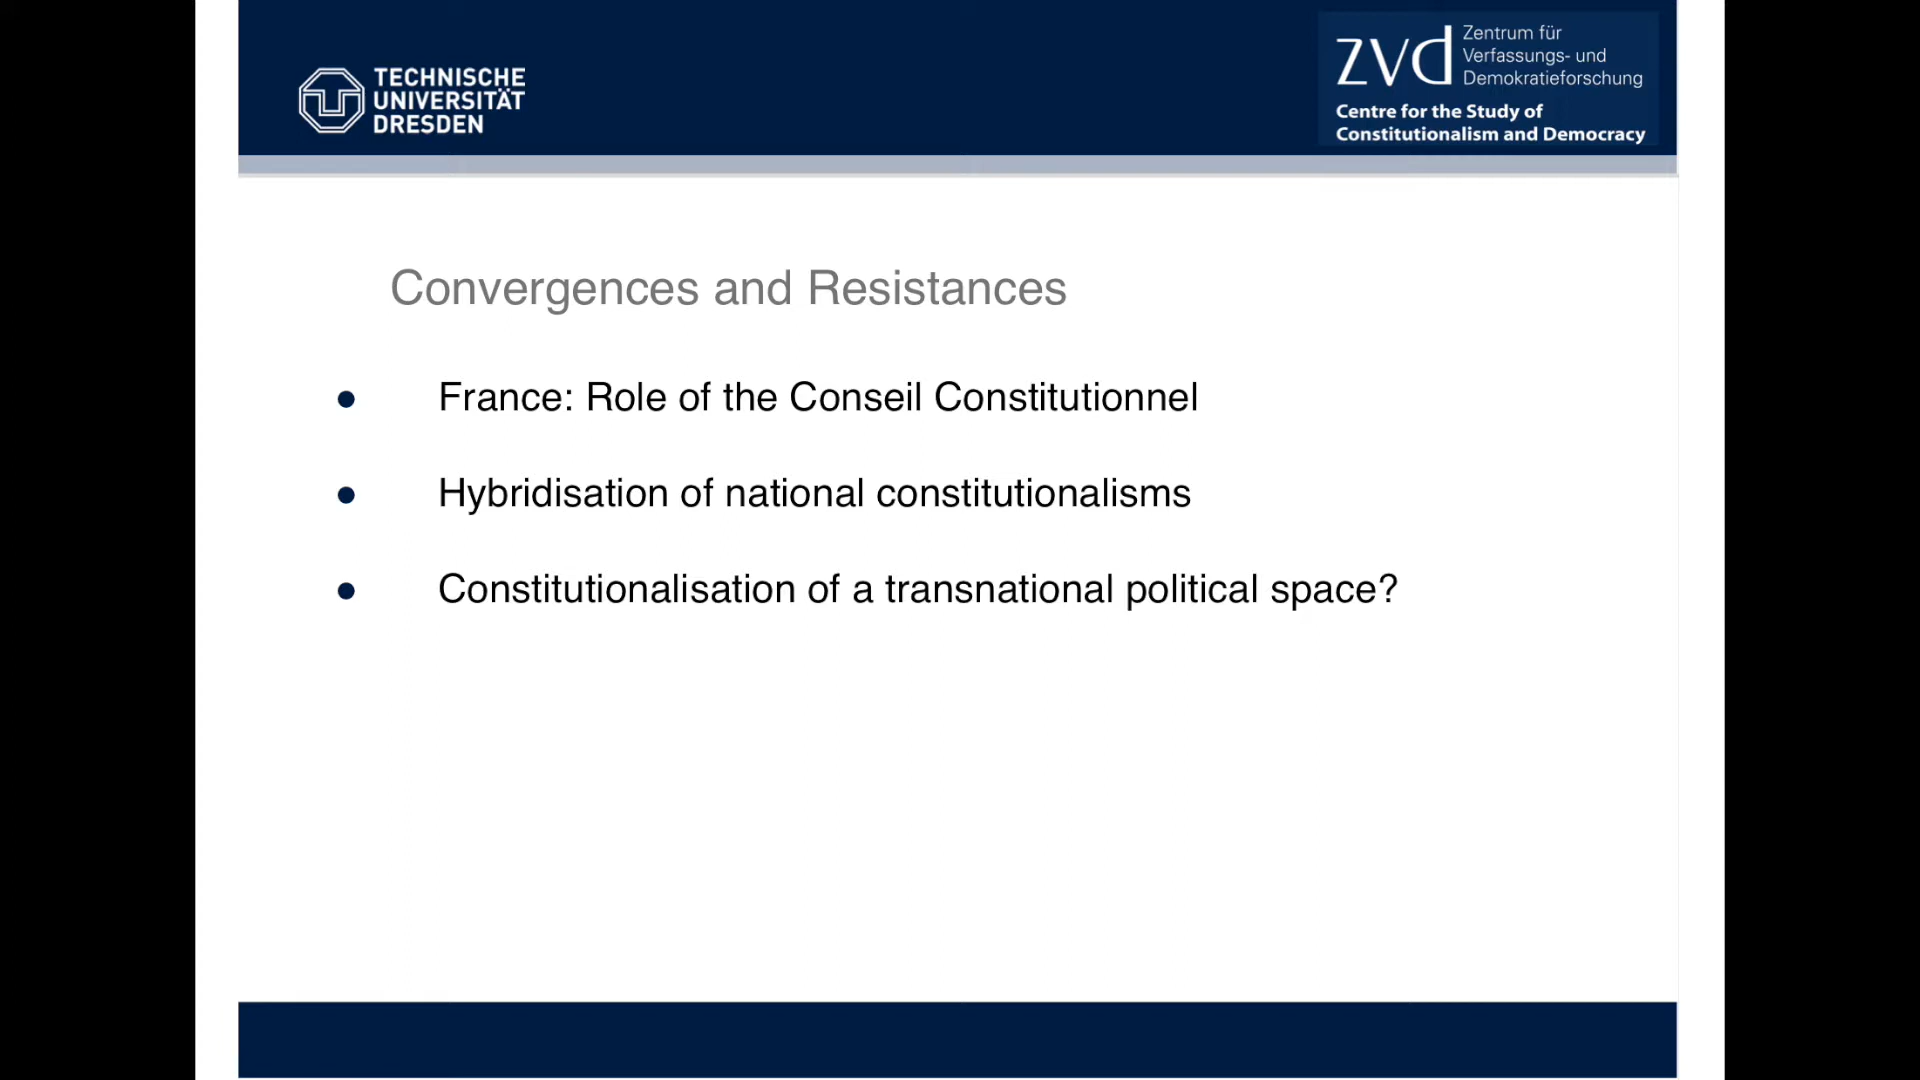 TECHNISCHE
UNIVERSITÄT
DRESDEN
zvd
Zentrum für
Verfassungs- und
Demokratieforschung
Centre for the Study of
Constitutionalism and Democracy
Convergences and Resistances
● France: Role of the Conseil Constitutionnel
● Hybridisation of national constitutionalisms
● Constitutionalisation of a transnational political space?